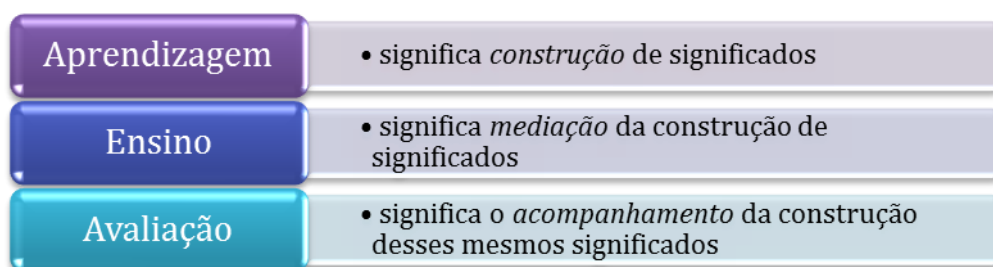 Aprendizagem
• significa construção de significados
Ensino
• significa mediação da construção de
significados
Avaliação
• significa o acompanhamento da construção
desses mesmos significados